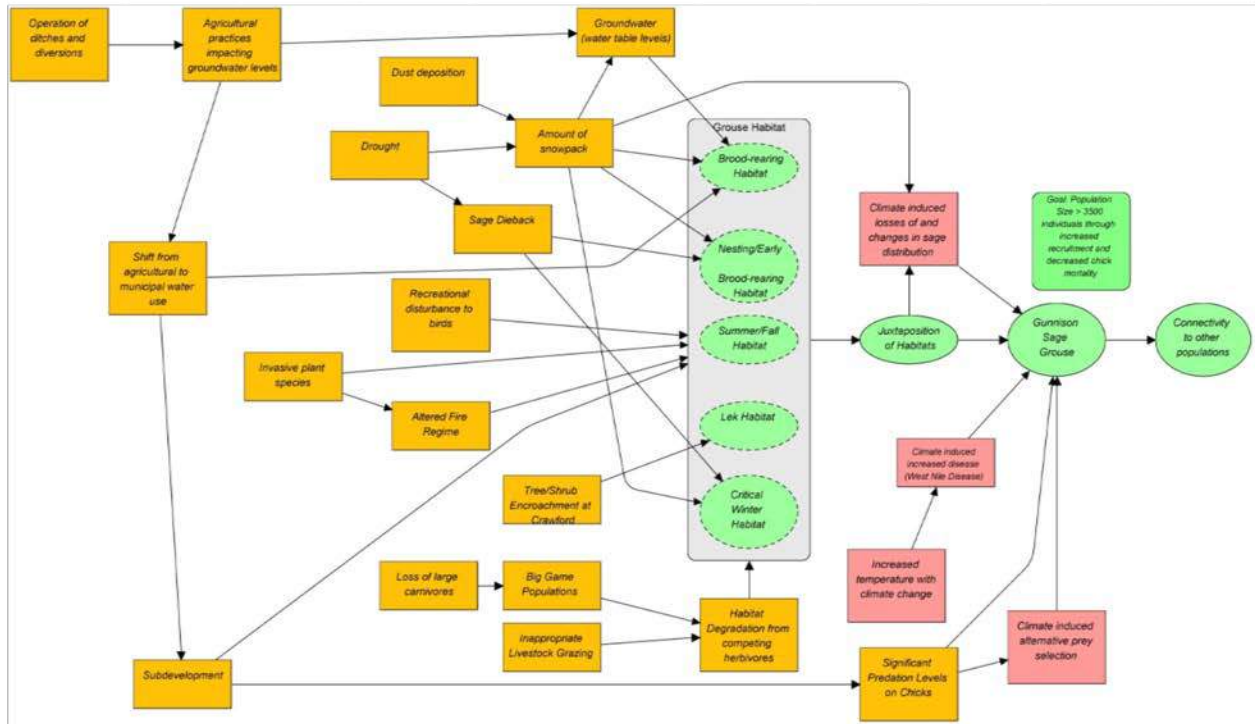 Operation of
ditches and
diversions
Agricultural
practices
impacting
groundwater levels
Groundwater
(water table levels)
Dust deposition
Drought
Amount of
snowpack
Sage Dieback
Shift from
agricultural to
municipal water
use
Recreational
disturbance to
birds
Invasive plant
species
Altered Fire
Regime
Tree/Shrub
Encroachment at
Crawford
Loss of large
carnivores
Big Game
Populations
Inappropriate
Livestock Grazing
Habitat
Degradation from
competing
herbivores
Subdevelopment
Grouse Habitat
Brood-rearing
Habitat
Nesting/Early
Brood-rearing
Habitat
Summer/Fall
Habitat
Lek Habitat
Critical
Winter
Habitat
Climate induced
losses of and
changes in sage
distribution
Goal: Population
Size > 3500
individuals through
increased
recruitment and
decreased chick
mortality
Juxtaposition
of Habitats
Gunnison
Sage
Grouse
Connectivity
to other
populations
Climate induced
increased disease
(West Nile Disease)
Increased
temperature with
climate change
Climate induced
alternative prey
selection
Significant
Predation Levels
on Chicks